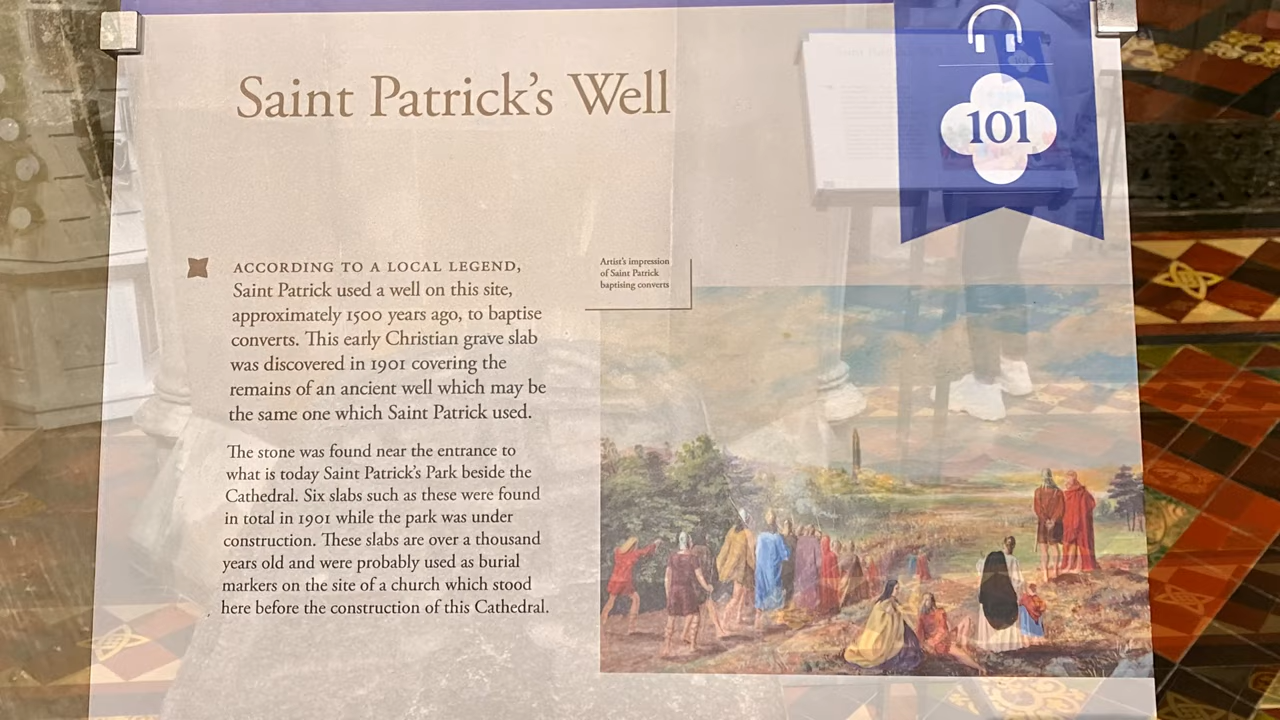 Saint Patrick's Well
101
ACCORDING TO A LOCAL LEGEND,
Saint Patrick used a well on this site,
approximately 1500 years ago, to baptise
converts. This early Christian grave slab
was discovered in 1901 covering the
remains of an ancient well which may be
the same one which Saint Patrick used.
The stone was found near the entrance to
what is today Saint Patrick's Park beside the
Cathedral. Six slabs such as these were found
in total in 1901 while the park was under
construction. These slabs are over a thousand
years old and were probably used as burial
markers on the site of a church which stood
here before the construction of this Cathedral.
Artist's impression
of Saint Patrick
baptising converts